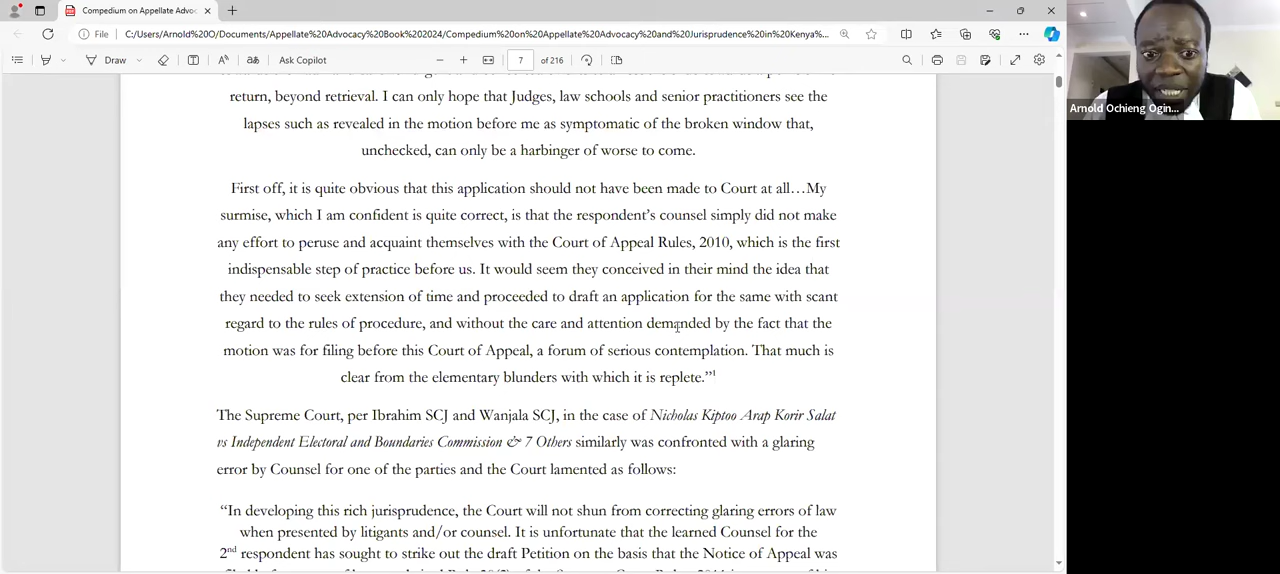 Compedium on Appellate Advoc
File
C:/Users/Arnold%20O/Documents/Appellate%20Advocacy%20Book%202024/Compedium%20on%20Appellate%20Advocacy%20and%20Jurisprudence%20in%20Kenya%...
Draw
Ask Copilot
7 of 216
return, beyond retrieval. I can only hope that Judges, law schools and senior practitioners see the
lapses such as revealed in the motion before me as symptomatic of the broken window that,
unchecked, can only be a harbinger of worse to come.
First off, it is quite obvious that this application should not have been made to Court at all…My
surmise, which I am confident is quite correct, is that the respondent's counsel simply did not make
any effort to peruse and acquaint themselves with the Court of Appeal Rules, 2010, which is the first
indispensable step of practice before us. It would seem they conceived in their mind the idea that
they needed to seek extension of time and proceeded to draft an application for the same with scant
regard to the rules of procedure, and without the care and attention demanded by the fact that the
motion was for filing before this Court of Appeal, a forum of serious contemplation. That much is
clear from the elementary blunders with which it is replete.”1
The Supreme Court, per Ibrahim SCJ and Wanjala SCJ, in the case of Nicholas Kiptoo Arap Korir Salat
vs Independent Electoral and Boundaries Commission & 7 Others similarly was confronted with a glaring
error by Counsel for one of the parties and the Court lamented as follows:
“In developing this rich jurisprudence, the Court will not shun from correcting glaring errors of law
when presented by litigants and/or counsel. It is unfortunate that the learned Counsel for the
2nd respondent has sought to strike out the draft Petition on the basis that the Notice of Appeal was
Arnold Ochieng Ogin...